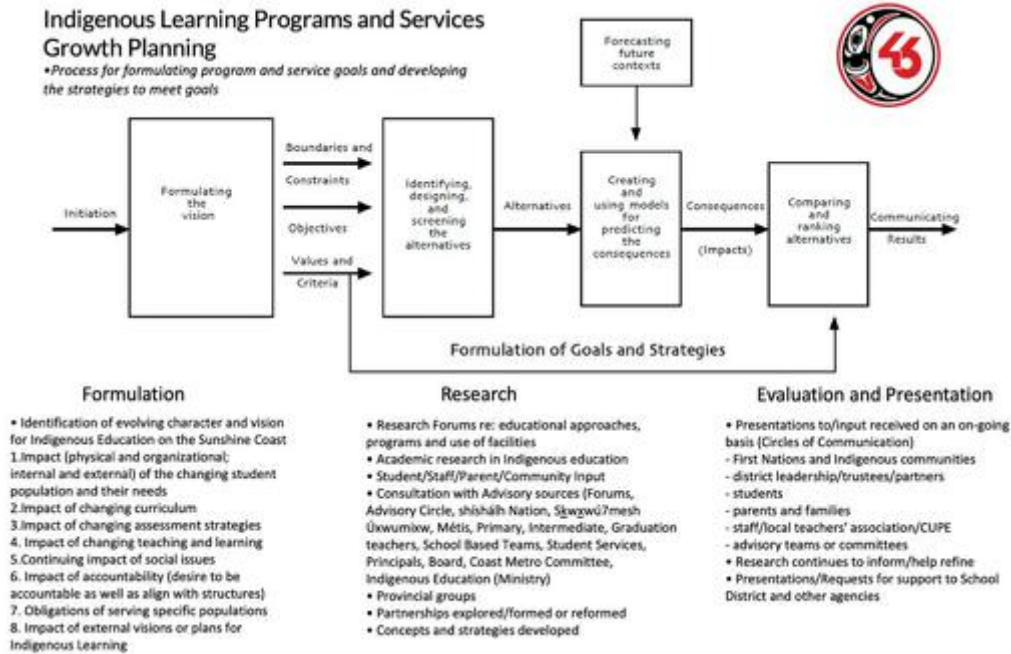 Indigenous Learning Programs and Services
Growth Planning
•Process for formulating program and service goals and developing
the strategies to meet goals
Forecasting
future
contexts
46
Initiation
Formulating
the
vision
Boundaries and
Constraints
Objectives
Values and
Criteria
Identifying,
designing,
and
screening
the
alternatives
Alternatives
Creating
and
using models
for
predicting
the
consequences
Consequences
(Impacts)
Comparing
and
ranking
alternatives
Communicating
Results
Formulation of Goals and Strategies
Formulation
• Identification of evolving character and vision
for Indigenous Education on the Sunshine Coast
1.Impact (physical and organizational;
internal and external) of the changing student
population and their needs
2.Impact of changing curriculum
3.Impact of changing assessment strategies
4. Impact of changing teaching and learning
5.Continuing impact of social issues
6. Impact of accountability (desire to be
accountable as well as align with structures)
7. Obligations of serving specific populations
8. Impact of external visions or plans for
Indigenous Learning
Research
• Research Forums re: educational approaches,
programs and use of facilities
• Academic research in Indigenous education
• Student/Staff/Parent/Community Input
• Consultation with Advisory sources (Forums,
Advisory Circle, shíshálh Nation, Sḵwx̱wú7mesh
Úxwumixw, Métis, Primary, Intermediate, Graduation
teachers, School Based Teams, Student Services,
Principals, Board, Coast Metro Committee,
Indigenous Education (Ministry)
• Provincial groups
• Partnerships explored/formed or reformed
• Concepts and strategies developed
Evaluation and Presentation
• Presentations to/input received on an on-going
basis (Circles of Communication)
- First Nations and Indigenous communities
- district leadership/trustees/partners
- students
- parents and families
- staff/local teachers' association/CUPE
- advisory teams or committees
• Research continues to inform/help refine
• Presentations/Requests for support to School
District and other agencies